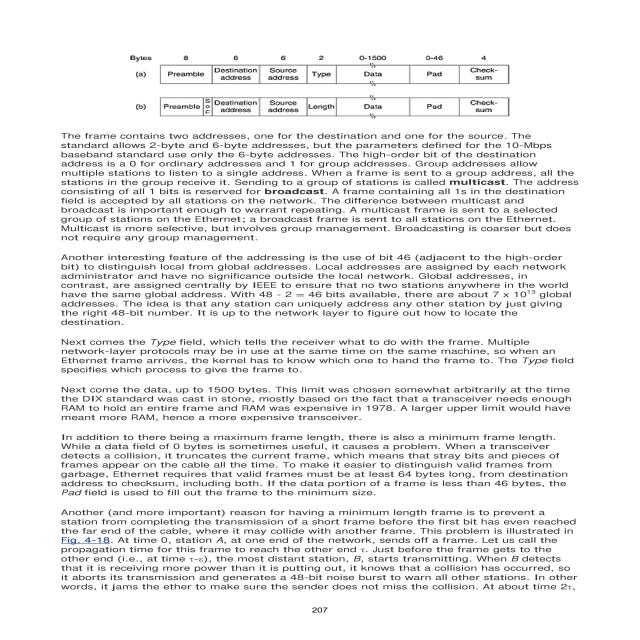 Bytes 8 6 6 2 0-1500 0-46 4
(a) Preamble Destination address Source address Type Data Pad Check-sum
(b) Preamble SoF Destination address Source address Length Data Pad Check-sum
The frame contains two addresses, one for the destination and one for the source. The
standard allows 2-byte and 6-byte addresses, but the parameters defined for the 10-Mbps
baseband standard use only the 6-byte addresses. The high-order bit of the destination
address is a 0 for ordinary addresses and 1 for group addresses. Group addresses allow
multiple stations to listen to a single address. When a frame is sent to a group address, all the
stations in the group receive it. Sending to a group of stations is called multicast. The address
consisting of all 1 bits is reserved for broadcast. A frame containing all 1s in the destination
field is accepted by all stations on the network. The difference between multicast and
broadcast is important enough to warrant repeating. A multicast frame is sent to a selected
group of stations on the Ethernet; a broadcast frame is sent to all stations on the Ethernet.
Multicast is more selective, but involves group management. Broadcasting is coarser but does
not require any group management.
Another interesting feature of the addressing is the use of bit 46 (adjacent to the high-order
bit) to distinguish local from global addresses. Local addresses are assigned by each network
administrator and have no significance outside the local network. Global addresses, in
contrast, are assigned centrally by IEEE to ensure that no two stations anywhere in the world
have the same global address. With 48 - 2 = 46 bits available, there are about 7 x 10¹³ global
addresses. The idea is that any station can uniquely address any other station by just giving
the right 48-bit number. It is up to the network layer to figure out how to locate the
destination.
Next comes the Type field, which tells the receiver what to do with the frame. Multiple
network-layer protocols may be in use at the same time on the same machine, so when an
Ethernet frame arrives, the kernel has to know which one to hand the frame to. The Type field
specifies which process to give the frame to.
Next come the data, up to 1500 bytes. This limit was chosen somewhat arbitrarily at the time
the DIX standard was cast in stone, mostly based on the fact that a transceiver needs enough
RAM to hold an entire frame and RAM was expensive in 1978. A larger upper limit would have
meant more RAM, hence a more expensive transceiver.
In addition to there being a maximum frame length, there is also a minimum frame length.
While a data field of 0 bytes is sometimes useful, it causes a problem. When a transceiver
detects a collision, it truncates the current frame, which means that stray bits and pieces of
frames appear on the cable all the time. To make it easier to distinguish valid frames from
garbage, Ethernet requires that valid frames must be at least 64 bytes long, from destination
address to checksum, including both. If the data portion of a frame is less than 46 bytes, the
Pad field is used to fill out the frame to the minimum size.
Another (and more important) reason for having a minimum length frame is to prevent a
station from completing the transmission of a short frame before the first bit has even reached
the far end of the cable, where it may collide with another frame. This problem is illustrated in
Fig. 4-18. At time 0, station A, at one end of the network, sends off a frame. Let us call the
propagation time for this frame to reach the other end τ. Just before the frame gets to the
other end (i.e., at time τ-ε), the most distant station, B, starts transmitting. When B detects
that it is receiving more power than it is putting out, it knows that a collision has occurred, so
it aborts its transmission and generates a 48-bit noise burst to warn all other stations. In other
words, it jams the ether to make sure the sender does not miss the collision. At about time 2τ,
207